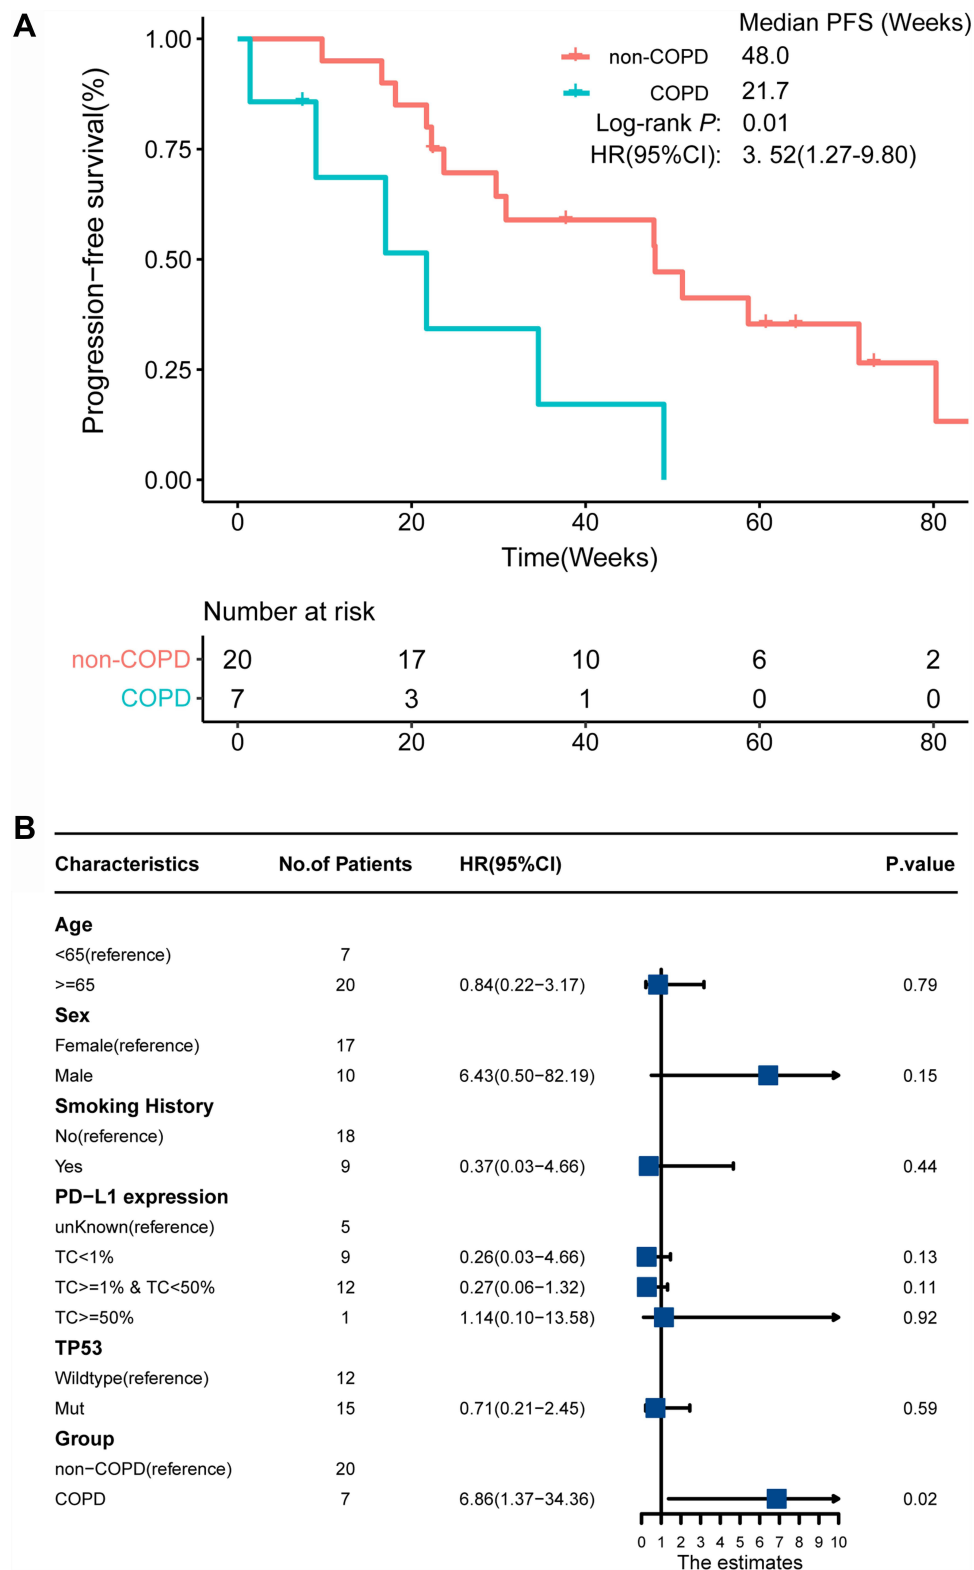 A
Median PFS (Weeks)
non-COPD 48.0
COPD 21.7
Log-rank P: 0.01
HR(95%CI): 3. 52(1.27-9.80)
Progression−free survival(%)
1.00
0.75
0.50
0.25
0.00
0 20 40 60 80
Time(Weeks)
Number at risk
non-COPD 20 17 10 6 2
COPD 7 3 1 0 0
0 20 40 60 80
B
Characteristics No.of Patients HR(95%CI) P.value
Age
<65(reference) 7
>=65 20 0.84(0.22−3.17) 0.79
Sex
Female(reference) 17
Male 10 6.43(0.50−82.19) 0.15
Smoking History
No(reference) 18
Yes 9 0.37(0.03−4.66) 0.44
PD−L1 expression
unKnown(reference) 5
TC<1% 9 0.26(0.03−4.66) 0.13
TC>=1% & TC<50% 12 0.27(0.06−1.32) 0.11
TC>=50% 1 1.14(0.10−13.58) 0.92
TP53
Wildtype(reference) 12
Mut 15 0.71(0.21−2.45) 0.59
Group
non−COPD(reference) 20
COPD 7 6.86(1.37−34.36) 0.02
0 1 2 3 4 5 6 7 8 9 10
The estimates